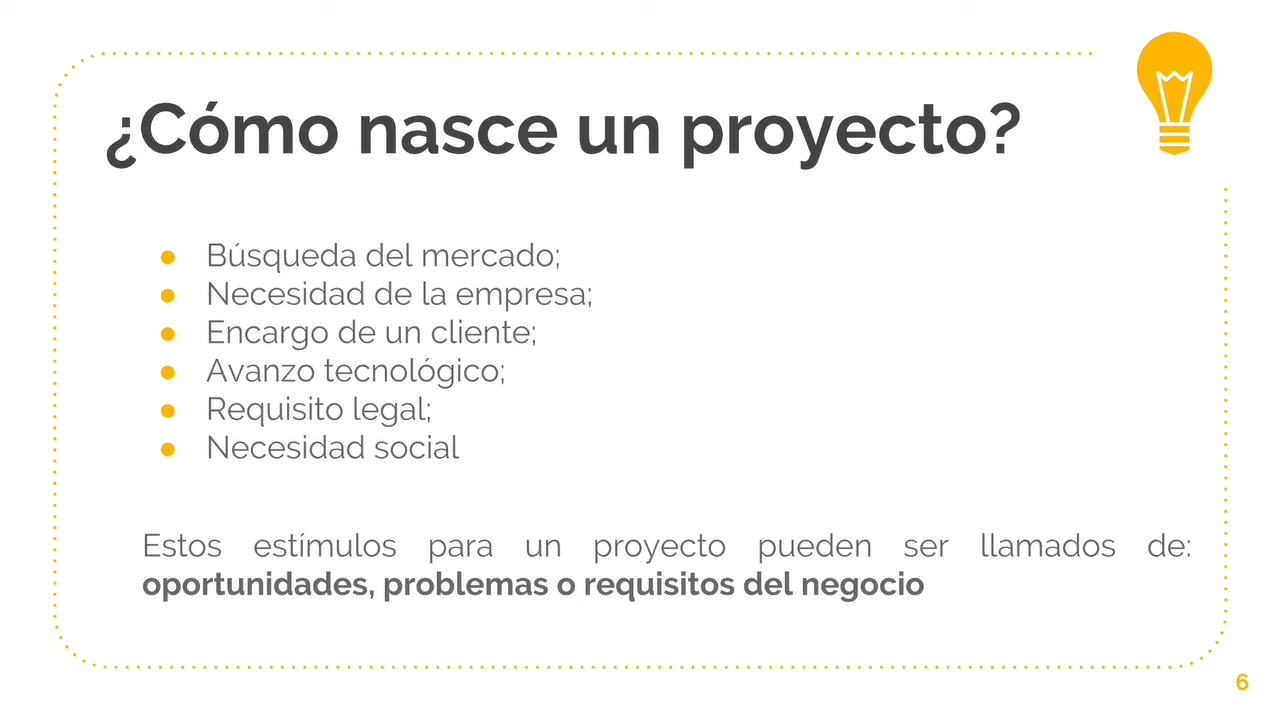 ¿Cómo nasce un proyecto?
● Búsqueda del mercado;
● Necesidad de la empresa;
● Encargo de un cliente;
● Avanzo tecnológico;
● Requisito legal;
● Necesidad social
Estos estímulos para un proyecto pueden ser llamados de:
oportunidades, problemas o requisitos del negocio
6